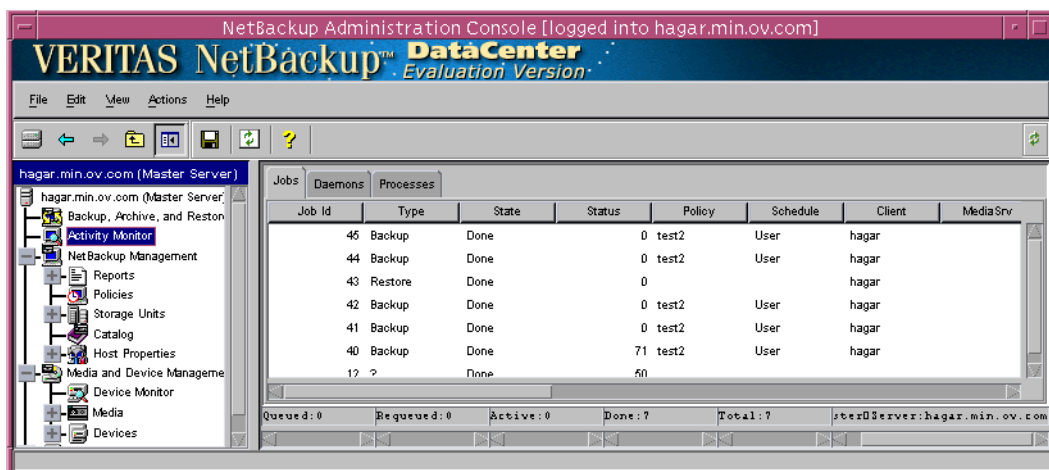 NetBackup Administration Console [logged into hagar.min.ov.com]
VERITAS NetBackup™ DataCenter
Evaluation Version
File Edit View Actions Help
hagar.min.ov.com (Master Server)
hagar.min.ov.com (Master Server
Backup, Archive, and Restor
Activity Monitor
NetBackup Management
Reports
Policies
Storage Units
Catalog
Host Properties
Media and Device Manageme
Device Monitor
Media
Devices
Jobs Daemons Processes
Job Id Type State Status Policy Schedule Client MediaSrv
45 Backup Done 0 test2 User hagar
44 Backup Done 0 test2 User hagar
43 Restore Done 0 hagar
42 Backup Done 0 test2 User hagar
41 Backup Done 0 test2 User hagar
40 Backup Done 71 test2 User hagar
12 ? Done 50
Queued:0 Requeued:0 Active:0 Done:7 Total:7 ster Server:hagar.min.ov.com